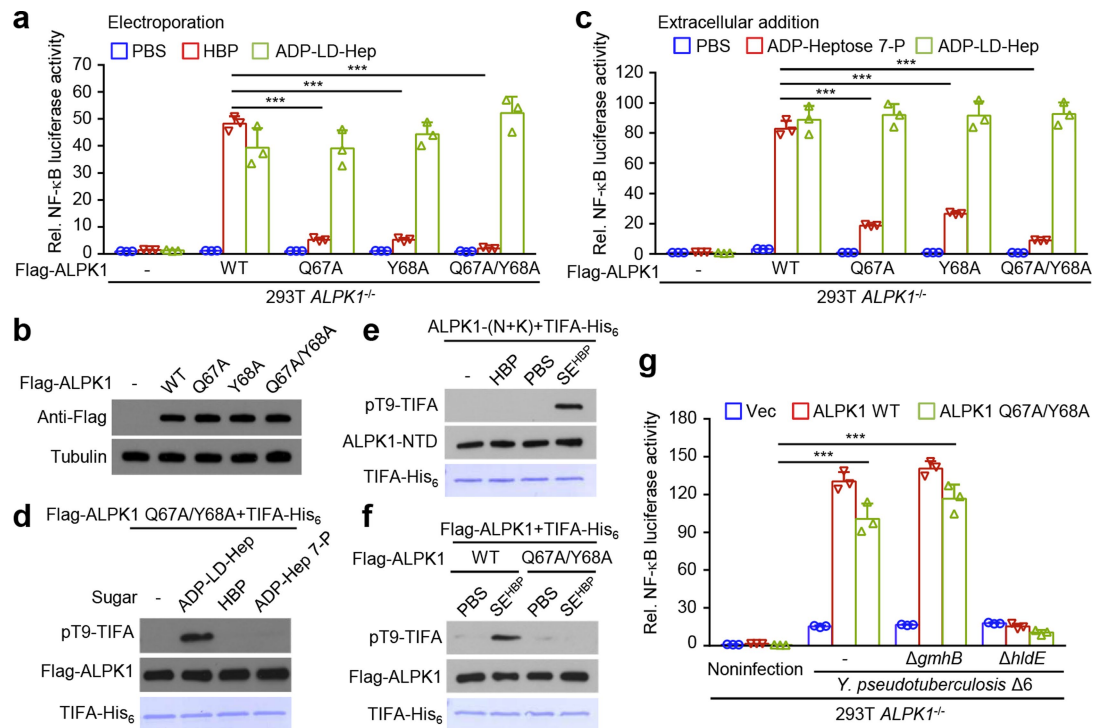 a
Electroporation
PBS HBP ADP-LD-Hep
Rel. NF-κB luciferase activity
70
60
50
40
30
20
10
0
***
***
***
Flag-ALPK1 - WT Q67A Y68A Q67A/Y68A
293T ALPK1-/-
c
Extracellular addition
PBS ADP-Heptose 7-P ADP-LD-Hep
Rel. NF-κB luciferase activity
120
100
80
60
40
20
0
***
***
***
Flag-ALPK1 - WT Q67A Y68A Q67A/Y68A
293T ALPK1-/-
b
Flag-ALPK1 - WT Q67A Y68A Q67A/Y68A
Anti-Flag
Tubulin
d
Flag-ALPK1 Q67A/Y68A+TIFA-His6
Sugar - ADP-LD-Hep HBP ADP-Hep 7-P
pT9-TIFA
Flag-ALPK1
TIFA-His6
e
ALPK1-(N+K)+TIFA-His6
- HBP PBS SEHBP
pT9-TIFA
ALPK1-NTD
TIFA-His6
f
Flag-ALPK1+TIFA-His6
Flag-ALPK1 WT Q67A/Y68A
PBS SEHBP PBS SEHBP
pT9-TIFA
Flag-ALPK1
TIFA-His6
g
Vec ALPK1 WT ALPK1 Q67A/Y68A
Rel. NF-κB luciferase activity
180
150
120
90
60
30
0
***
***
Noninfection - ΔgmhB ΔhldE
Y. pseudotuberculosis Δ6
293T ALPK1-/-